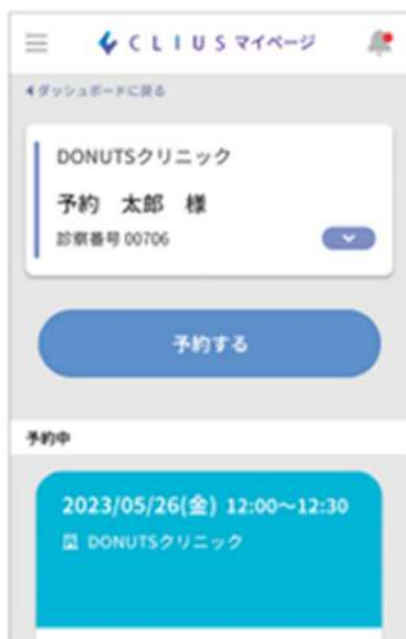 CLIUS マイページ
ダッシュボードに戻る
DONUTSクリニック
予約 太郎 様
診察番号 00706
予約する
予約中
2023/05/26(金) 12:00〜12:30
DONUTSクリニック